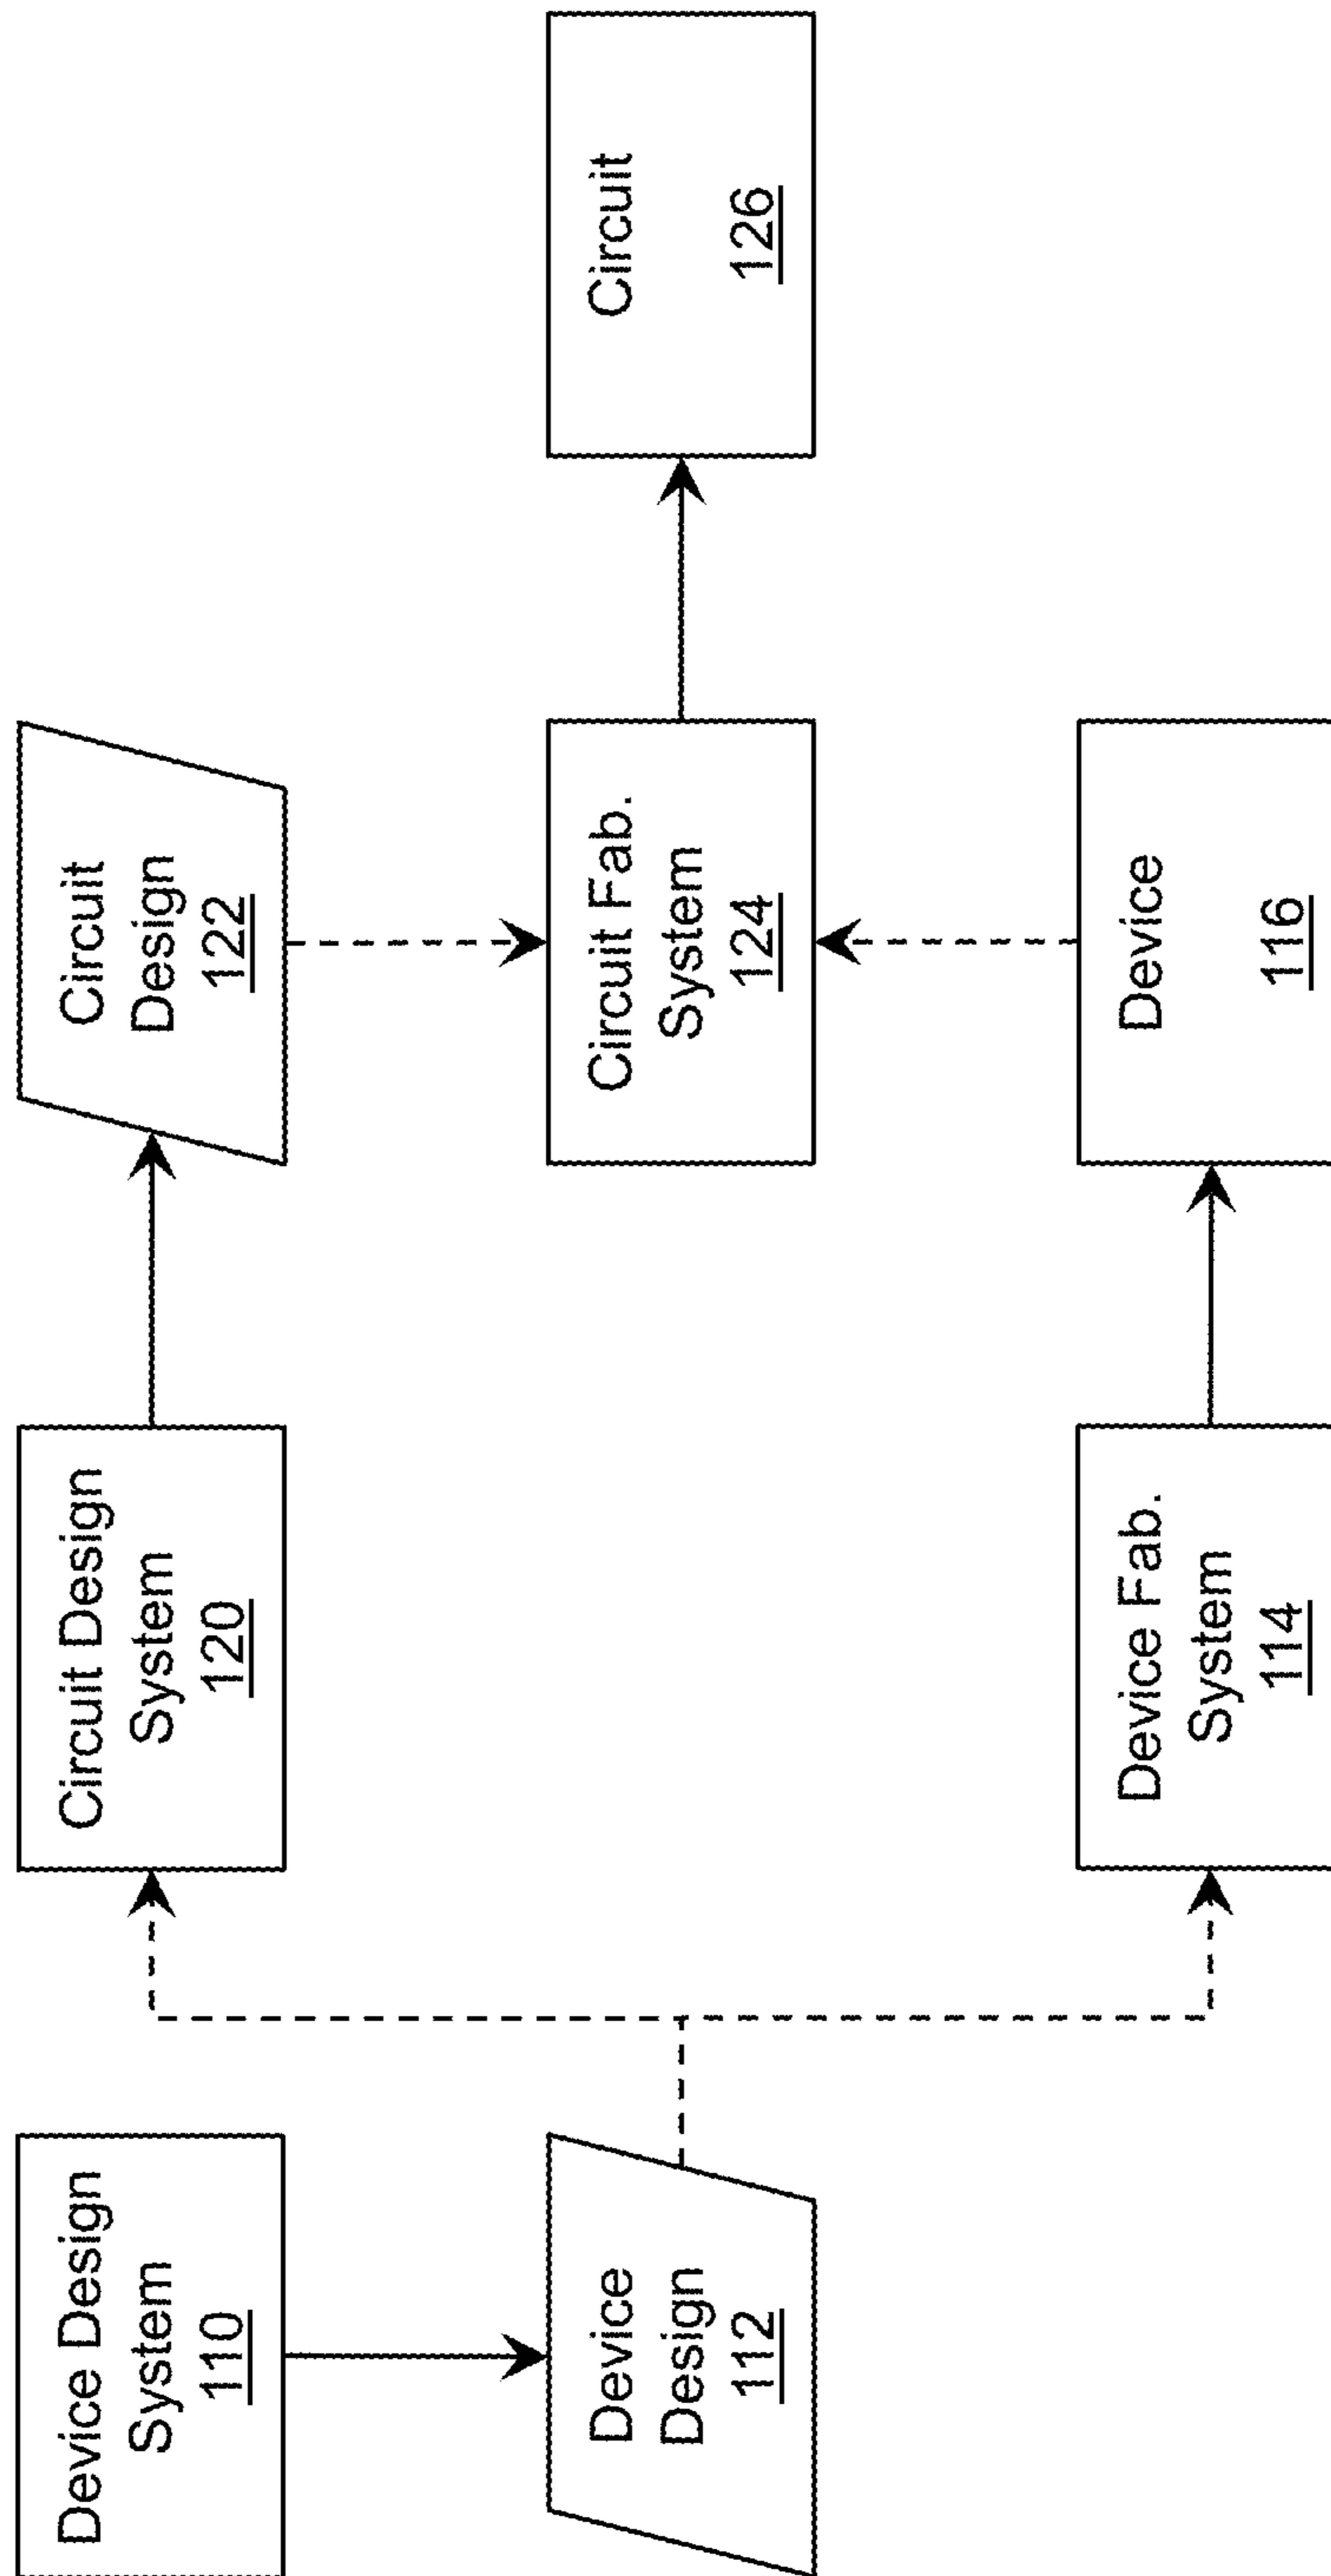 Device Design
System
110
Device
Design
112
Circuit Design
System
120
Device Fab.
System
114
Circuit
Design
122
Circuit Fab.
System
124
Device
116
Circuit
126